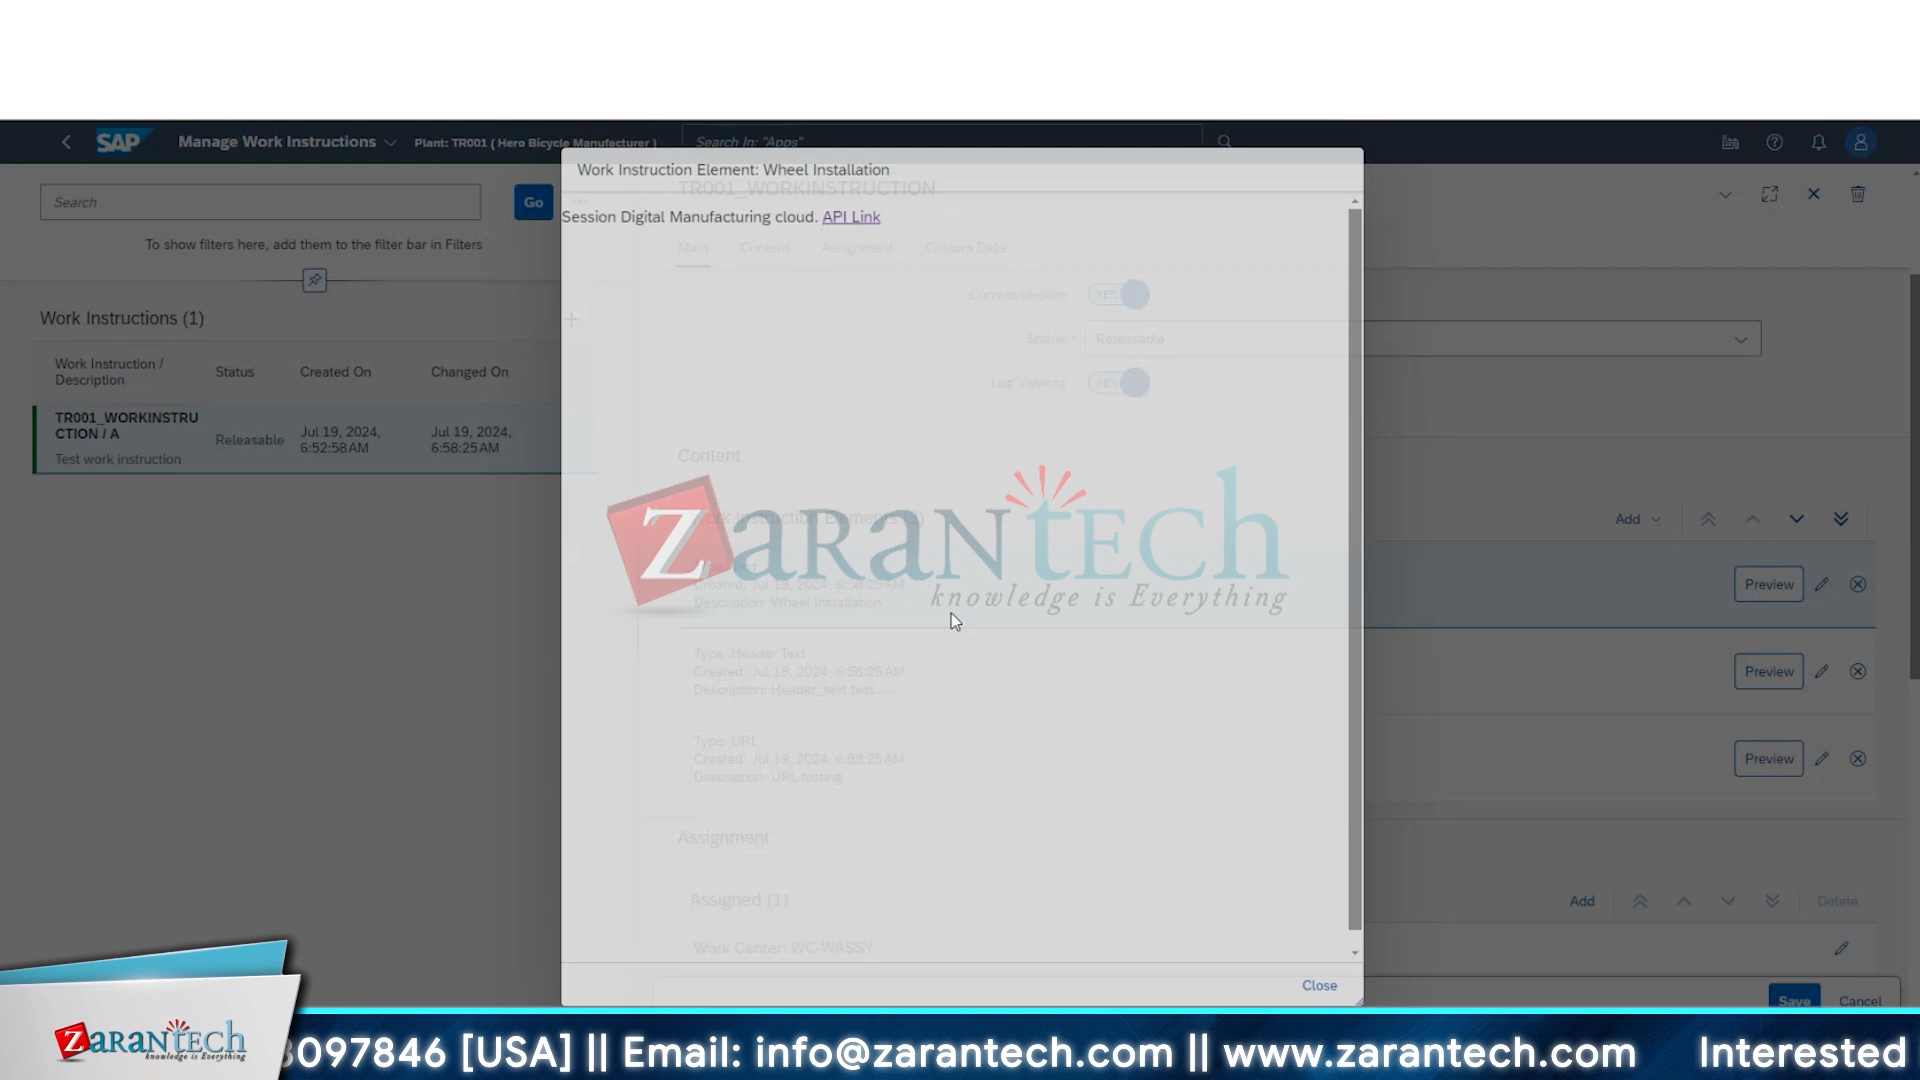 SAP
Manage Work Instructions
Plant: TR001 ( Hero Bicycle Manufacturer )
Search In: "Apps"
Search
Go
To show filters here, add them to the filter bar in Filters
Work Instructions (1)
Work Instruction /
Description
Status
Created On
Changed On
TR001_WORKINSTRU
CTION / A
Test work instruction
Releasable
Jul 19, 2024,
6:52:58 AM
Jul 19, 2024,
6:58:25 AM
Work Instruction Element: Wheel Installation
TR001_WORKINSTRUCTION
Session Digital Manufacturing cloud. API Link
Main
Content
Assignment
Custom Data
Current Version:
YES
Status: *
Releasable
Log Viewing:
YES
Content
Work Instruction Elements (3)
Add
Created: Jul 19, 2024, 6:58:25 AM
Description: Wheel Installation
Preview
Type: Header Text
Created: Jul 19, 2024, 6:58:25 AM
Description: Header_text test
Preview
Type: URL
Created: Jul 19, 2024, 6:58:25 AM
Description: URL testing
Preview
ZaranTech
knowledge is Everything
Assignment
Assigned (1)
Add
Delete
Work Center: WC-WASSY
Close
Save
Cancel
ZaranTech
knowledge is Everything
097846 [USA] || Email: info@zarantech.com || www.zarantech.com
Interested